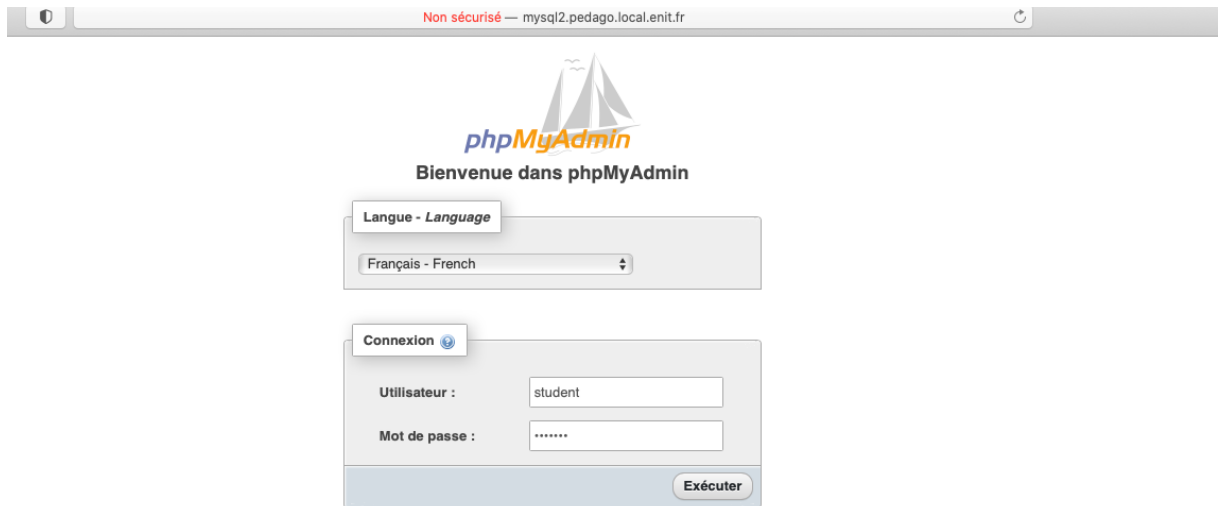 Non sécurisé — mysql2.pedago.local.enit.fr
phpMyAdmin
Bienvenue dans phpMyAdmin
Langue - Language
Français - French
Connexion
Utilisateur : student
Mot de passe : •••••••
Exécuter